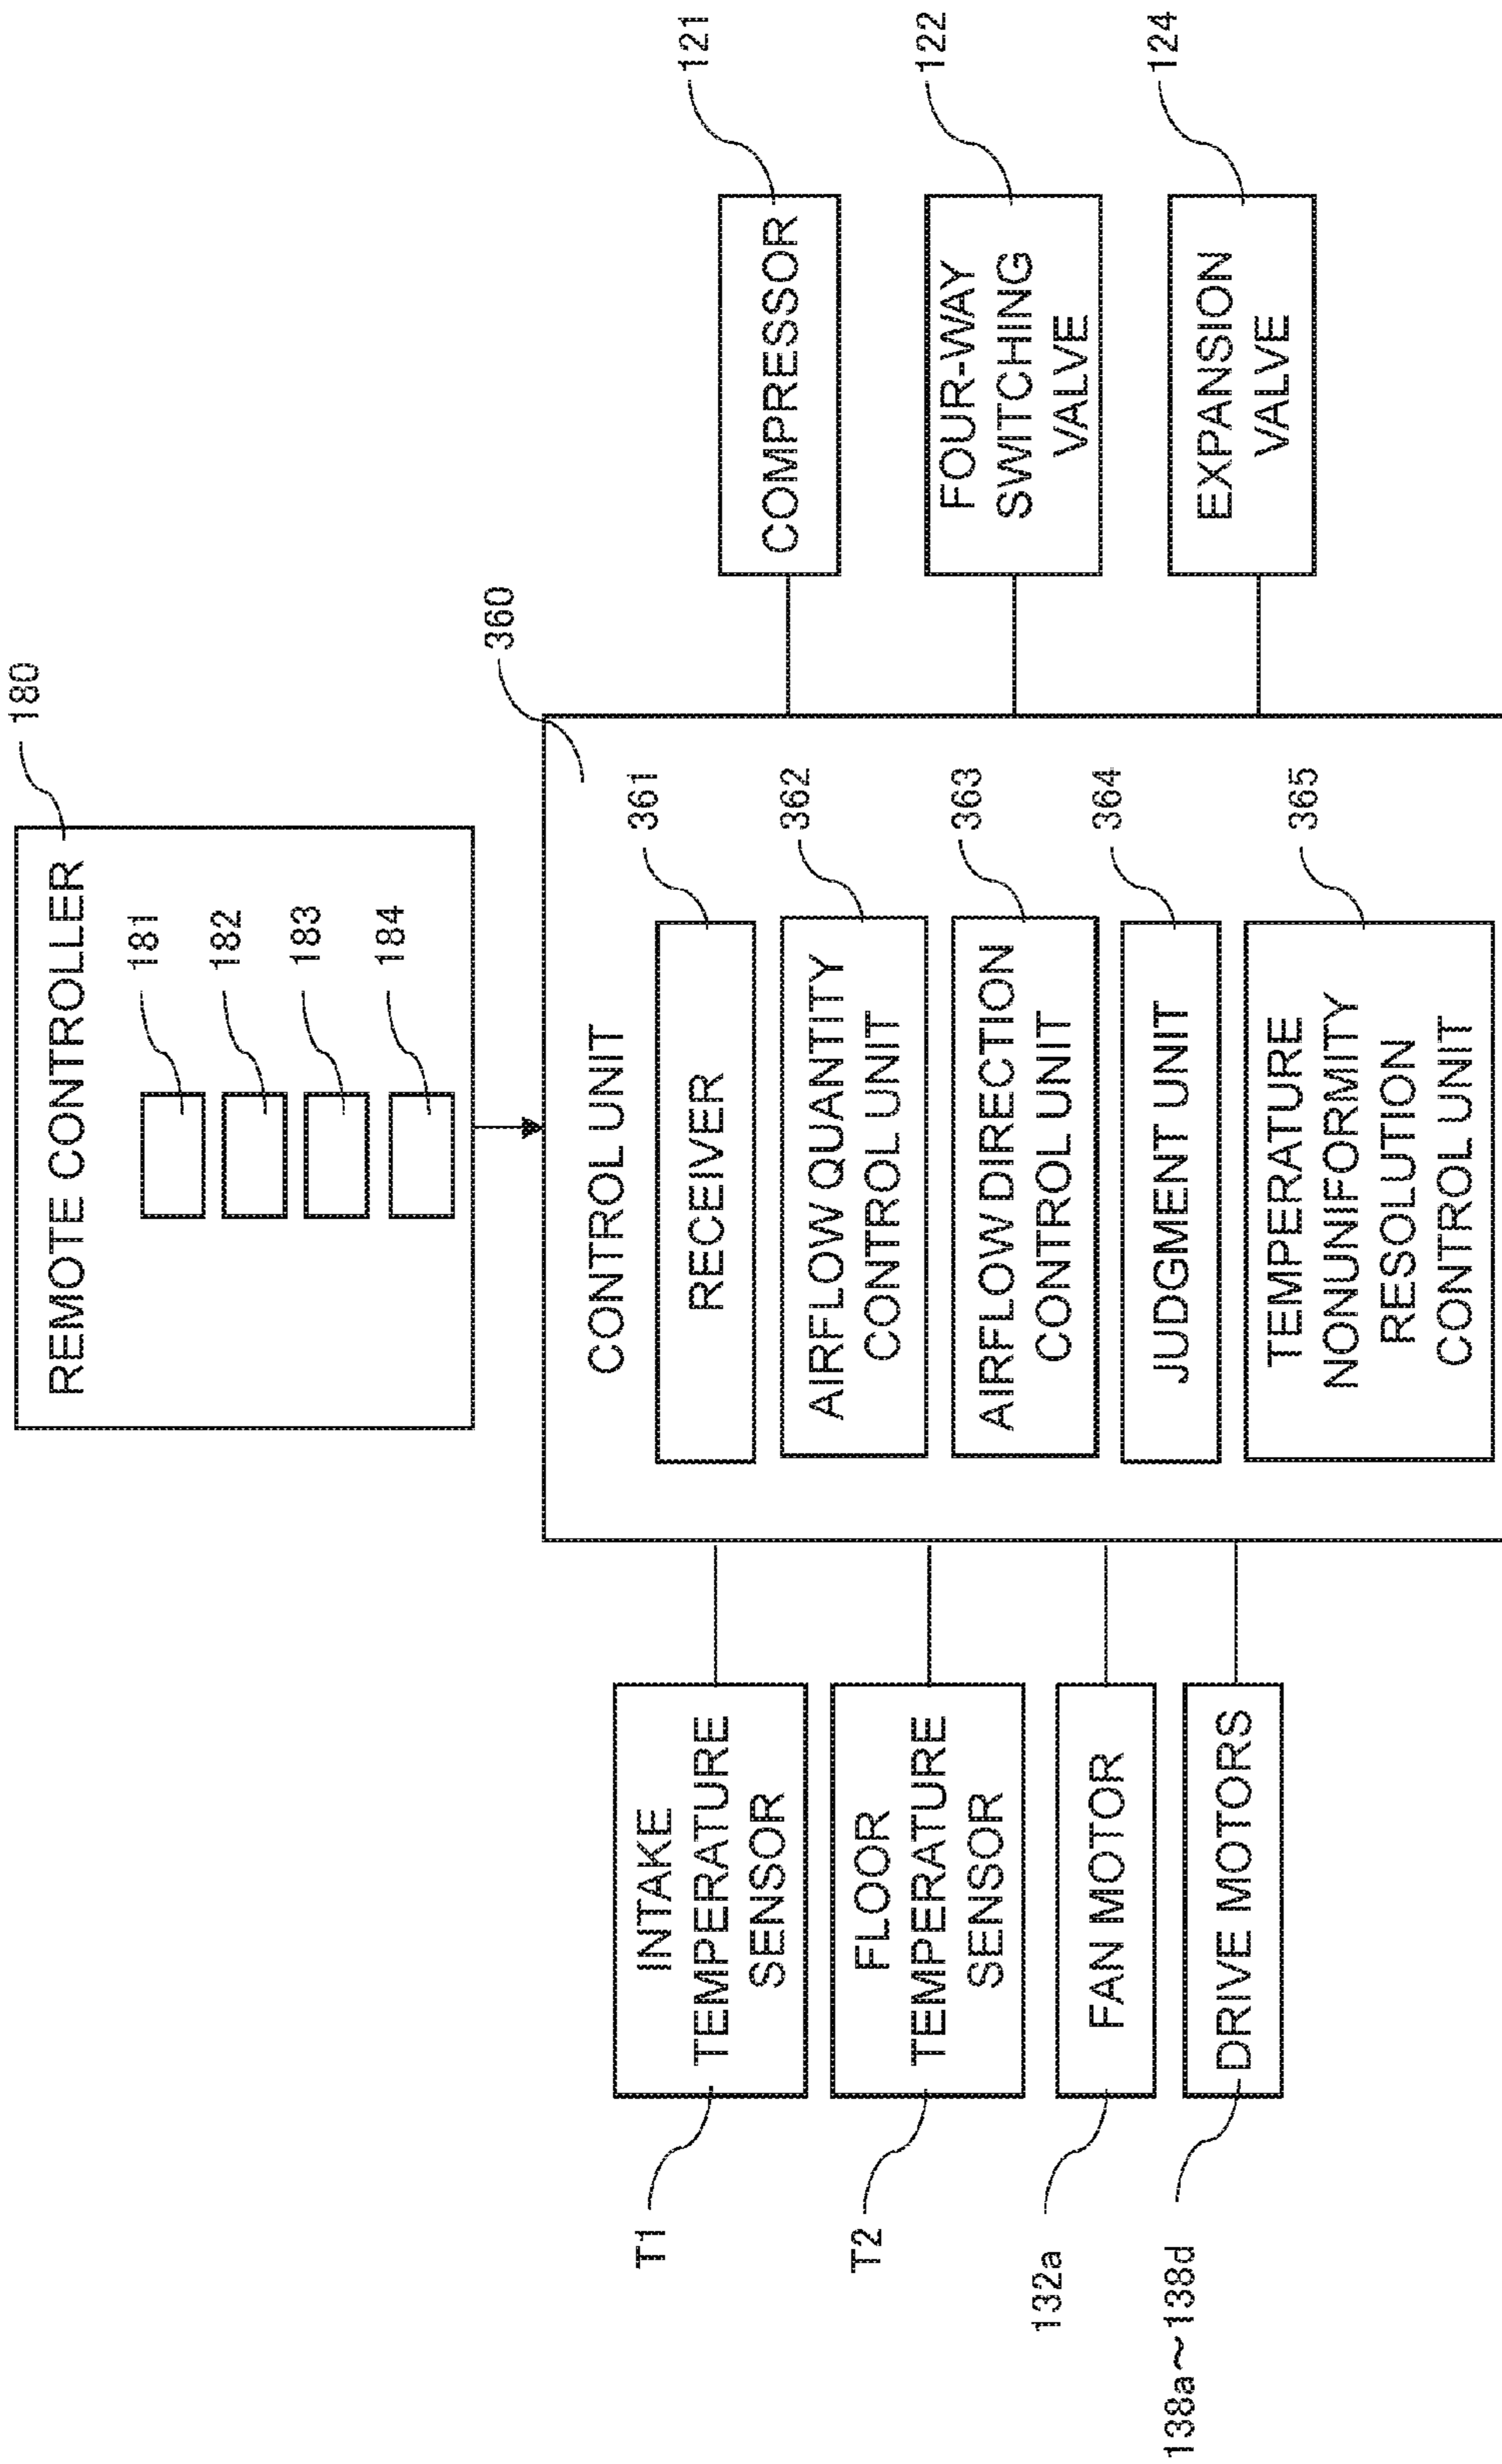 REMOTE CONTROLLER
180
181
182
183
184
360
CONTROL UNIT
RECEIVER
361
AIRFLOW QUANTITY
CONTROL UNIT
362
AIRFLOW DIRECTION
CONTROL UNIT
363
JUDGMENT UNIT
364
TEMPERATURE
NONUNIFORMITY
RESOLUTION
CONTROL UNIT
365
T1
INTAKE
TEMPERATURE
SENSOR
T2
FLOOR
TEMPERATURE
SENSOR
132a
FAN MOTOR
138a~138d
DRIVE MOTORS
COMPRESSOR
121
FOUR-WAY
SWITCHING
VALVE
122
EXPANSION
VALVE
124